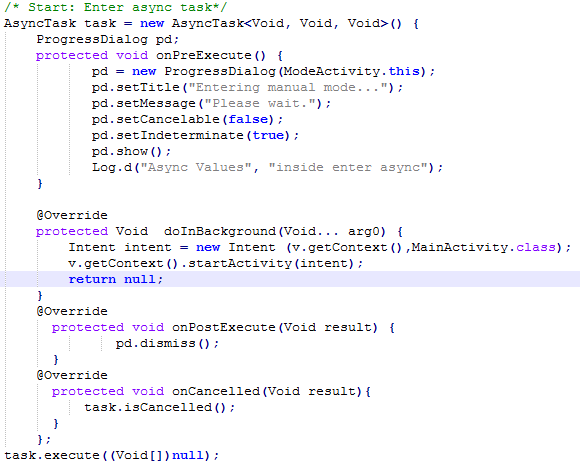 /* Start: Enter async task*/
AsyncTask task = new AsyncTask<Void, Void, Void>() {
    ProgressDialog pd;
    protected void onPreExecute() {
           pd = new ProgressDialog(ModeActivity.this);
           pd.setTitle("Entering manual mode...");
           pd.setMessage("Please wait.");
           pd.setCancelable(false);
           pd.setIndeterminate(true);
           pd.show();
           Log.d("Async Values", "inside enter async");
    }

    @Override
    protected Void  doInBackground(Void... arg0) {
        Intent intent = new Intent (v.getContext(),MainActivity.class);
        v.getContext().startActivity(intent);
        return null;
    }
    @Override
      protected void onPostExecute(Void result) {
              pd.dismiss();
      }
    @Override
      protected void onCancelled(Void result){
          task.isCancelled();
      }
    };
task.execute((Void[])null);